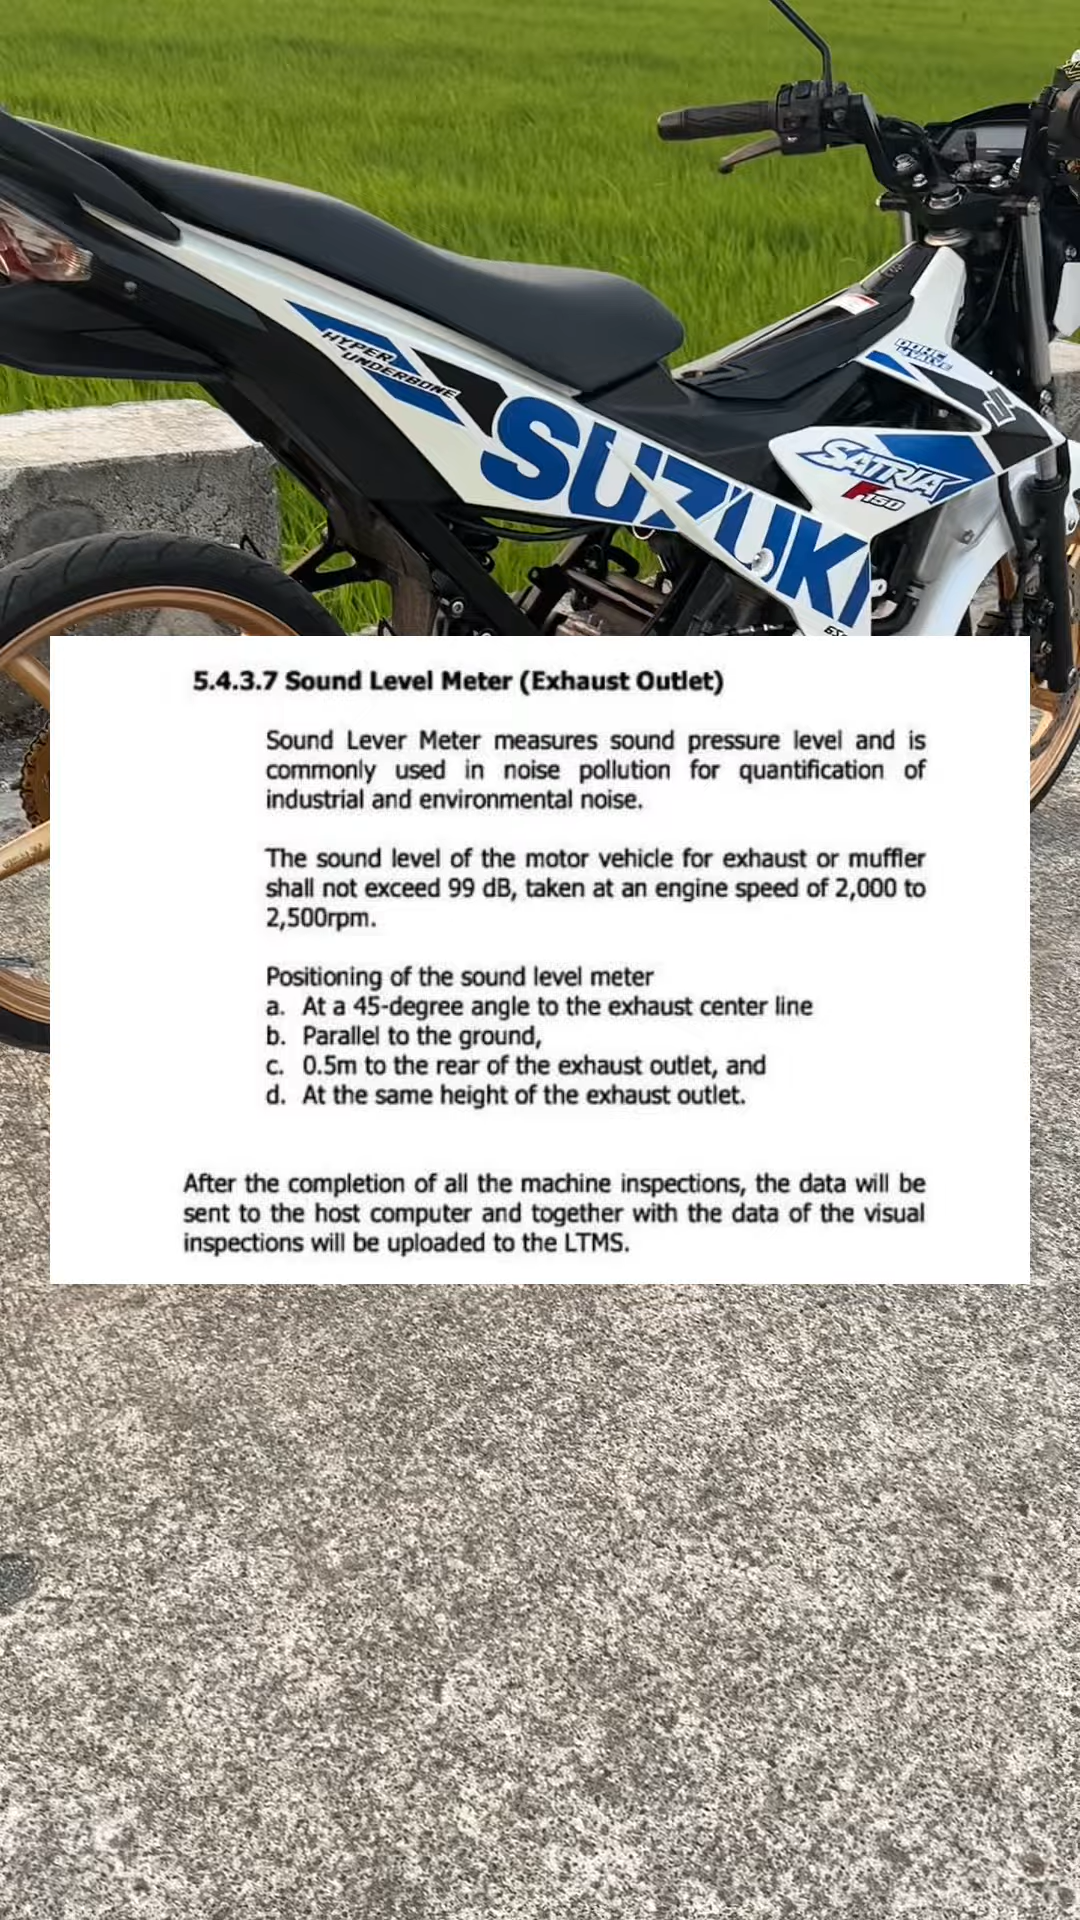 HYPER
UNDERBONE
SUZUKI
DOHC
4 VALVE
SATRIA
F150
5.4.3.7 Sound Level Meter (Exhaust Outlet)
Sound Lever Meter measures sound pressure level and is
commonly used in noise pollution for quantification of
industrial and environmental noise.
The sound level of the motor vehicle for exhaust or muffler
shall not exceed 99 dB, taken at an engine speed of 2,000 to
2,500rpm.
Positioning of the sound level meter
a. At a 45-degree angle to the exhaust center line
b. Parallel to the ground,
c. 0.5m to the rear of the exhaust outlet, and
d. At the same height of the exhaust outlet.
After the completion of all the machine inspections, the data will be
sent to the host computer and together with the data of the visual
inspections will be uploaded to the LTMS.